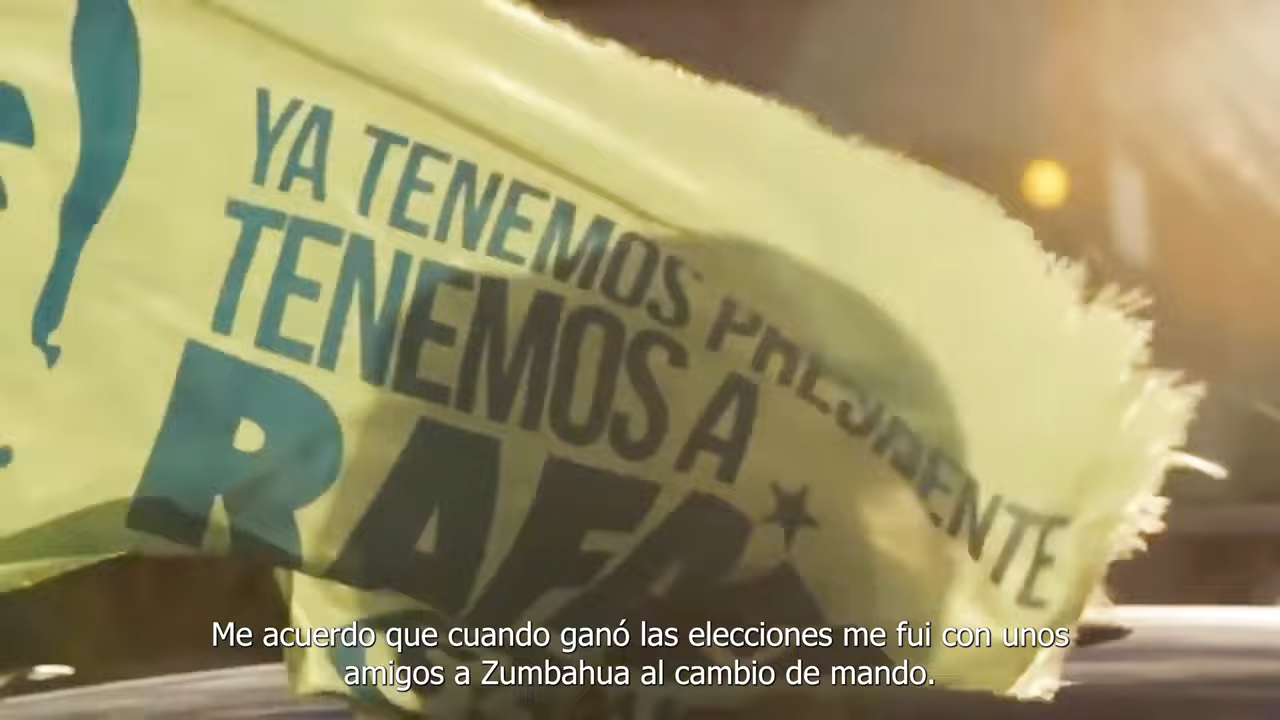 YA TENEMOS PRESIDENTE
TENEMOS A
RAFA
Me acuerdo que cuando ganó las elecciones me fui con unos
amigos a Zumbahua al cambio de mando.